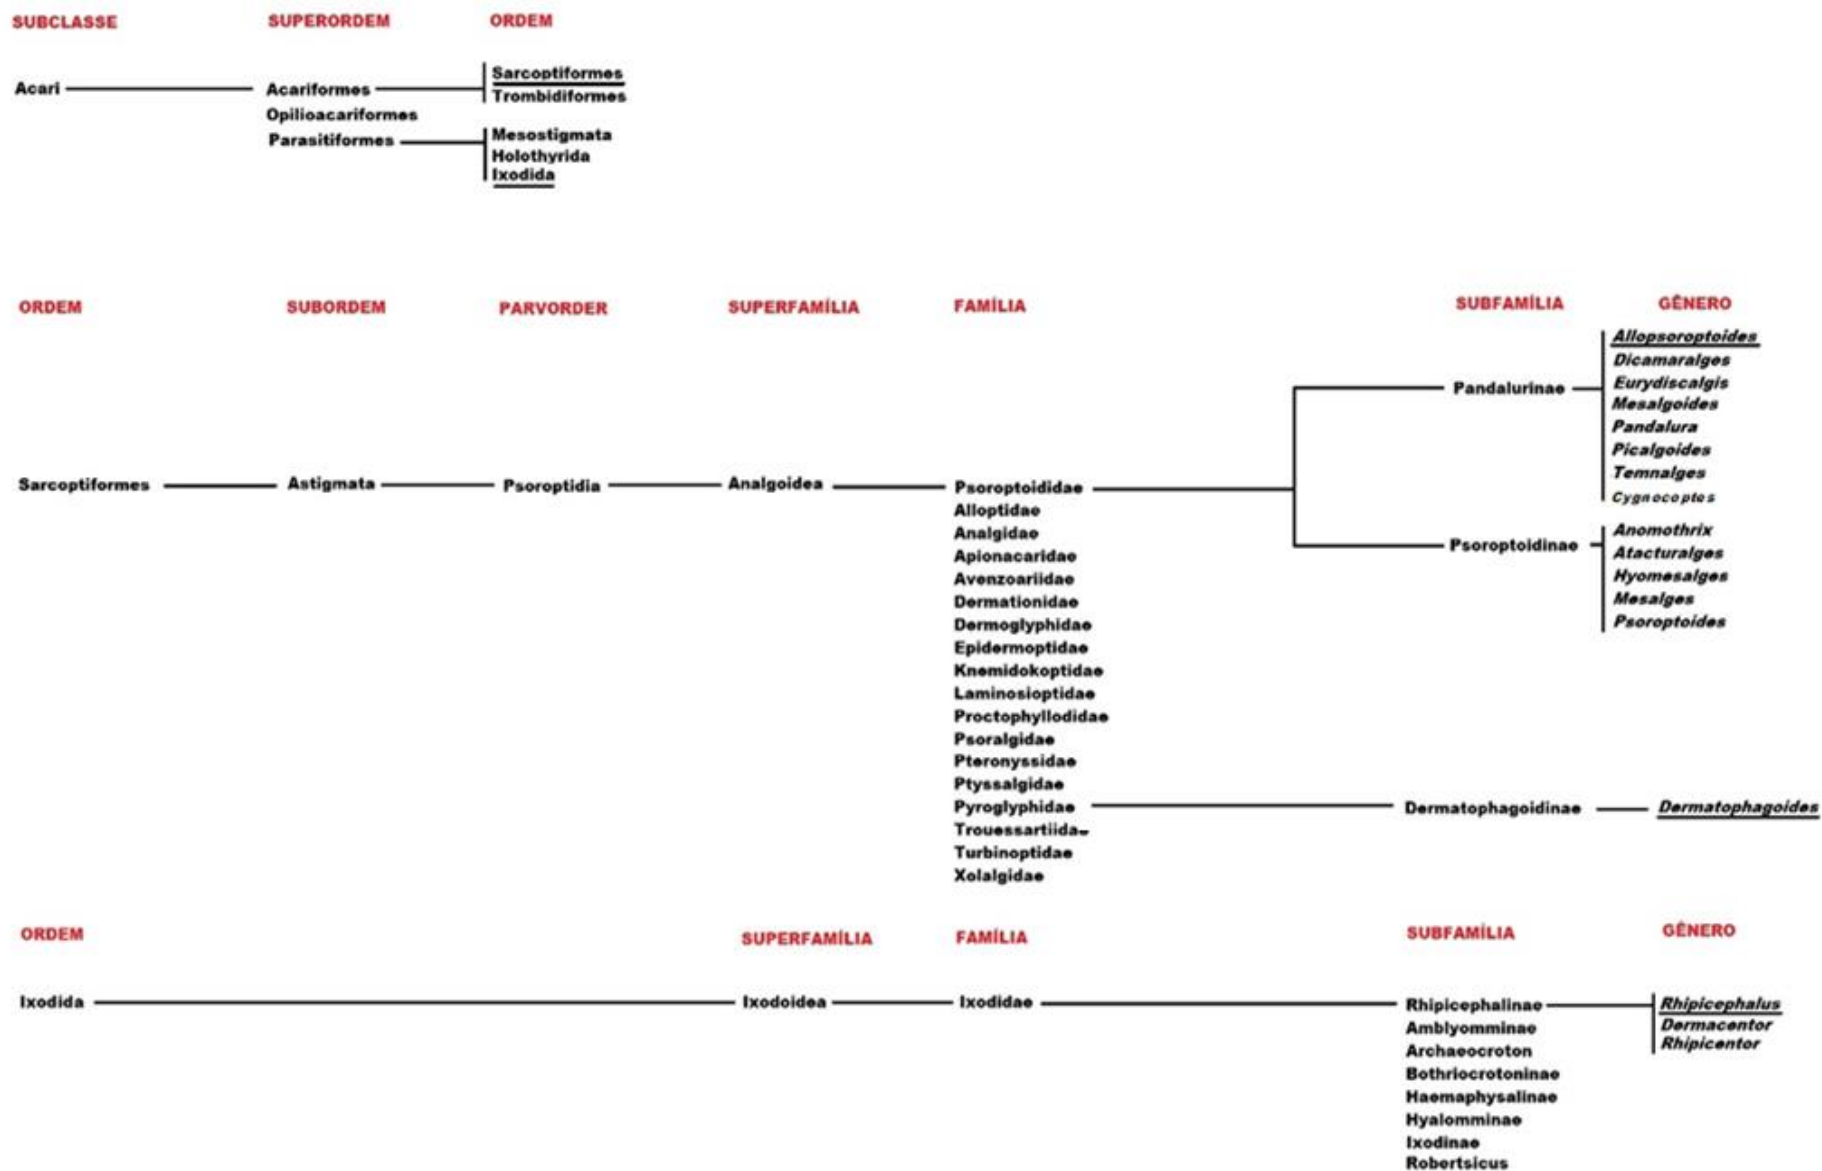 SUBCLASSE SUPERORDEM ORDEM
Sarcoptiformes
Acari Acariformes
Trombidiformes
Opilioacariformes
Mesostigmata
Parasitiformes
Holothyrida
Ixodida
ORDEM SUBORDEM PARVORDER SUPERFAMÍLIA FAMÍLIA SUBFAMÍLIA GÊNERO
Allopsoroptoides
Dicamaralges
Eurydiscalgis
Pandalurinae
Mesalgoides
Pandalura
Picalgoides
Temnalges
Cygnocoptes
Sarcoptiformes Astigmata Psoroptidia Analgoidea Psoroptoididae
Alloptidae
Analgidae
Apionacaridae
Avenzoariidae
Dermationidae
Dermoglyphidae
Epidermoptidae
Knemidokoptidae
Laminosioptidae
Proctophyllodidae
Psoralgidae
Pteronyssidae
Ptyssalgidae
Anomothrix
Psoroptoidinae
Atacturalges
Hyomesalges
Mesalges
Psoroptoides
Pyroglyphidae Dermatophagoidinae Dermatophagoides
Trouessartiidae
Turbinoptidae
Xolalgidae
ORDEM SUPERFAMÍLIA FAMÍLIA SUBFAMÍLIA GÊNERO
Ixodida Ixodoidea Ixodidae Rhipicephalinae Rhipicephalus
Amblyomminae Dermacentor
Rhipicentor
Archaeocroton
Bothriocrotoninae
Haemaphysalinae
Hyalomminae
Ixodinae
Robertsicus